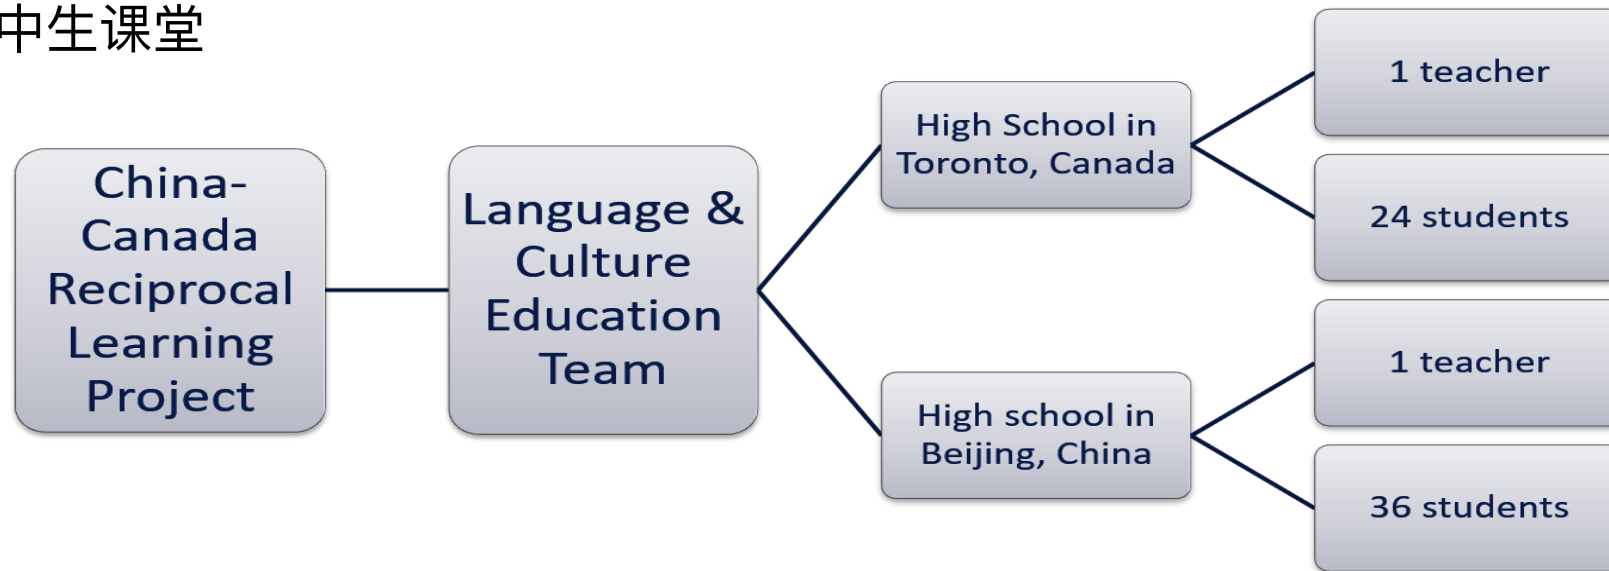 中生课堂
China-
Canada
Reciprocal
Learning
Project
Language &
Culture
Education
Team
High School in
Toronto, Canada
1 teacher
24 students
High school in
Beijing, China
1 teacher
36 students